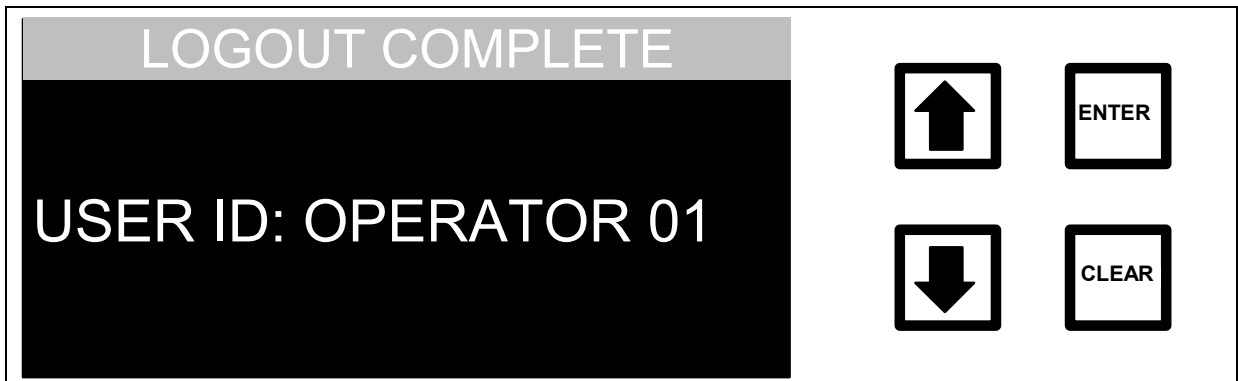 LOGOUT COMPLETE
USER ID: OPERATOR 01
ENTER
CLEAR